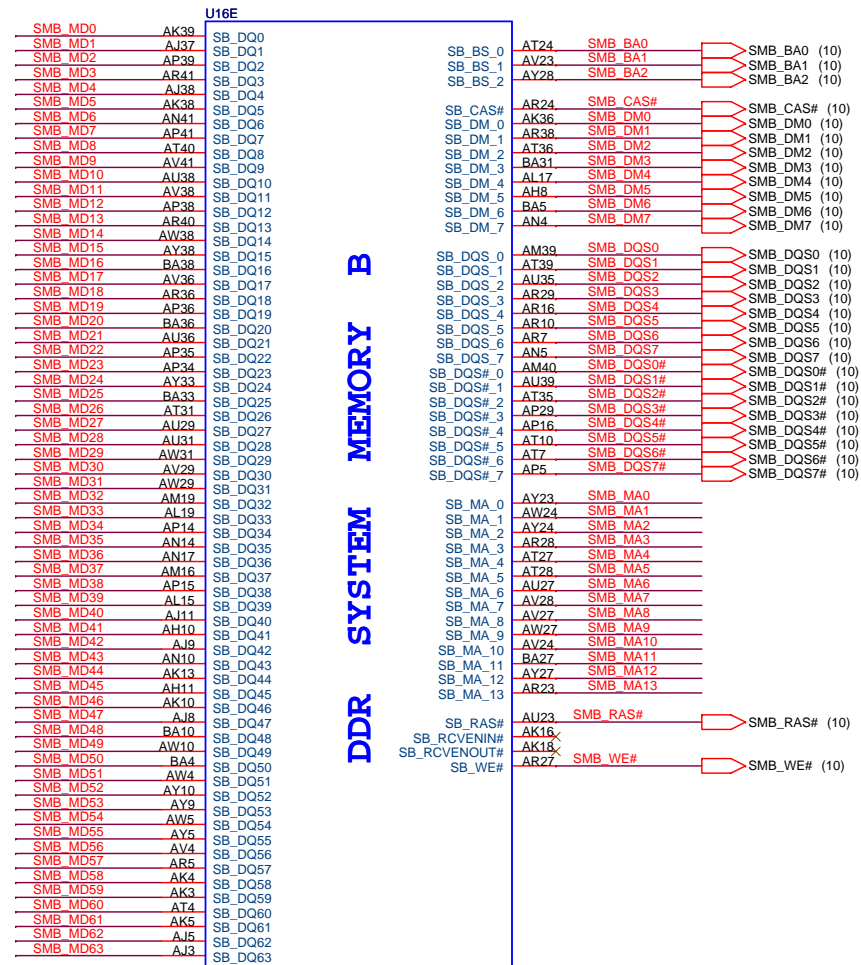 U16E
SMB_MD0 AK39 SB_DQ0
SMB_MD1 AJ37 SB_DQ1
SMB_MD2 AP39 SB_DQ2
SMB_MD3 AR41 SB_DQ3
SMB_MD4 AJ38 SB_DQ4
SMB_MD5 AK38 SB_DQ5
SMB_MD6 AN41 SB_DQ6
SMB_MD7 AP41 SB_DQ7
SMB_MD8 AT40 SB_DQ8
SMB_MD9 AV41 SB_DQ9
SMB_MD10 AU38 SB_DQ10
SMB_MD11 AV38 SB_DQ11
SMB_MD12 AP38 SB_DQ12
SMB_MD13 AR40 SB_DQ13
SMB_MD14 AW38 SB_DQ14
SMB_MD15 AY38 SB_DQ15
SMB_MD16 BA38 SB_DQ16
SMB_MD17 AV36 SB_DQ17
SMB_MD18 AR36 SB_DQ18
SMB_MD19 AP36 SB_DQ19
SMB_MD20 BA36 SB_DQ20
SMB_MD21 AU36 SB_DQ21
SMB_MD22 AP35 SB_DQ22
SMB_MD23 AP34 SB_DQ23
SMB_MD24 AY33 SB_DQ24
SMB_MD25 BA33 SB_DQ25
SMB_MD26 AT31 SB_DQ26
SMB_MD27 AU29 SB_DQ27
SMB_MD28 AU31 SB_DQ28
SMB_MD29 AW31 SB_DQ29
SMB_MD30 AV29 SB_DQ30
SMB_MD31 AW29 SB_DQ31
SMB_MD32 AM19 SB_DQ32
SMB_MD33 AL19 SB_DQ33
SMB_MD34 AP14 SB_DQ34
SMB_MD35 AN14 SB_DQ35
SMB_MD36 AN17 SB_DQ36
SMB_MD37 AM16 SB_DQ37
SMB_MD38 AP15 SB_DQ38
SMB_MD39 AL15 SB_DQ39
SMB_MD40 AJ11 SB_DQ40
SMB_MD41 AH10 SB_DQ41
SMB_MD42 AJ9 SB_DQ42
SMB_MD43 AN10 SB_DQ43
SMB_MD44 AK13 SB_DQ44
SMB_MD45 AH11 SB_DQ45
SMB_MD46 AK10 SB_DQ46
SMB_MD47 AJ8 SB_DQ47
SMB_MD48 BA10 SB_DQ48
SMB_MD49 AW10 SB_DQ49
SMB_MD50 BA4 SB_DQ50
SMB_MD51 AW4 SB_DQ51
SMB_MD52 AY10 SB_DQ52
SMB_MD53 AY9 SB_DQ53
SMB_MD54 AW5 SB_DQ54
SMB_MD55 AY5 SB_DQ55
SMB_MD56 AV4 SB_DQ56
SMB_MD57 AR5 SB_DQ57
SMB_MD58 AK4 SB_DQ58
SMB_MD59 AK3 SB_DQ59
SMB_MD60 AT4 SB_DQ60
SMB_MD61 AK5 SB_DQ61
SMB_MD62 AJ5 SB_DQ62
SMB_MD63 AJ3 SB_DQ63
DDR SYSTEM MEMORY B
SB_BS_0 AT24 SMB_BA0 SMB_BA0 (10)
SB_BS_1 AV23 SMB_BA1 SMB_BA1 (10)
SB_BS_2 AY28 SMB_BA2 SMB_BA2 (10)
SB_CAS# AR24 SMB_CAS# SMB_CAS# (10)
SB_DM_0 AK36 SMB_DM0 SMB_DM0 (10)
SB_DM_1 AR38 SMB_DM1 SMB_DM1 (10)
SB_DM_2 AT36 SMB_DM2 SMB_DM2 (10)
SB_DM_3 BA31 SMB_DM3 SMB_DM3 (10)
SB_DM_4 AL17 SMB_DM4 SMB_DM4 (10)
SB_DM_5 AH8 SMB_DM5 SMB_DM5 (10)
SB_DM_6 BA5 SMB_DM6 SMB_DM6 (10)
SB_DM_7 AN4 SMB_DM7 SMB_DM7 (10)
SB_DQS_0 AM39 SMB_DQS0 SMB_DQS0 (10)
SB_DQS_1 AT39 SMB_DQS1 SMB_DQS1 (10)
SB_DQS_2 AU35 SMB_DQS2 SMB_DQS2 (10)
SB_DQS_3 AR29 SMB_DQS3 SMB_DQS3 (10)
SB_DQS_4 AR16 SMB_DQS4 SMB_DQS4 (10)
SB_DQS_5 AR10 SMB_DQS5 SMB_DQS5 (10)
SB_DQS_6 AR7 SMB_DQS6 SMB_DQS6 (10)
SB_DQS_7 AN5 SMB_DQS7 SMB_DQS7 (10)
SB_DQS#_0 AM40 SMB_DQS0# SMB_DQS0# (10)
SB_DQS#_1 AU39 SMB_DQS1# SMB_DQS1# (10)
SB_DQS#_2 AT35 SMB_DQS2# SMB_DQS2# (10)
SB_DQS#_3 AP29 SMB_DQS3# SMB_DQS3# (10)
SB_DQS#_4 AP16 SMB_DQS4# SMB_DQS4# (10)
SB_DQS#_5 AT10 SMB_DQS5# SMB_DQS5# (10)
SB_DQS#_6 AT7 SMB_DQS6# SMB_DQS6# (10)
SB_DQS#_7 AP5 SMB_DQS7# SMB_DQS7# (10)
SB_MA_0 AY23 SMB_MA0
SB_MA_1 AW24 SMB_MA1
SB_MA_2 AY24 SMB_MA2
SB_MA_3 AR28 SMB_MA3
SB_MA_4 AT27 SMB_MA4
SB_MA_5 AT28 SMB_MA5
SB_MA_6 AU27 SMB_MA6
SB_MA_7 AV28 SMB_MA7
SB_MA_8 AV27 SMB_MA8
SB_MA_9 AW27 SMB_MA9
SB_MA_10 AV24 SMB_MA10
SB_MA_11 BA27 SMB_MA11
SB_MA_12 AY27 SMB_MA12
SB_MA_13 AR23 SMB_MA13
SB_RAS# AU23 SMB_RAS# SMB_RAS# (10)
SB_RCVENIN# AK16
SB_RCVENOUT# AK18
SB_WE# AR27 SMB_WE# SMB_WE# (10)